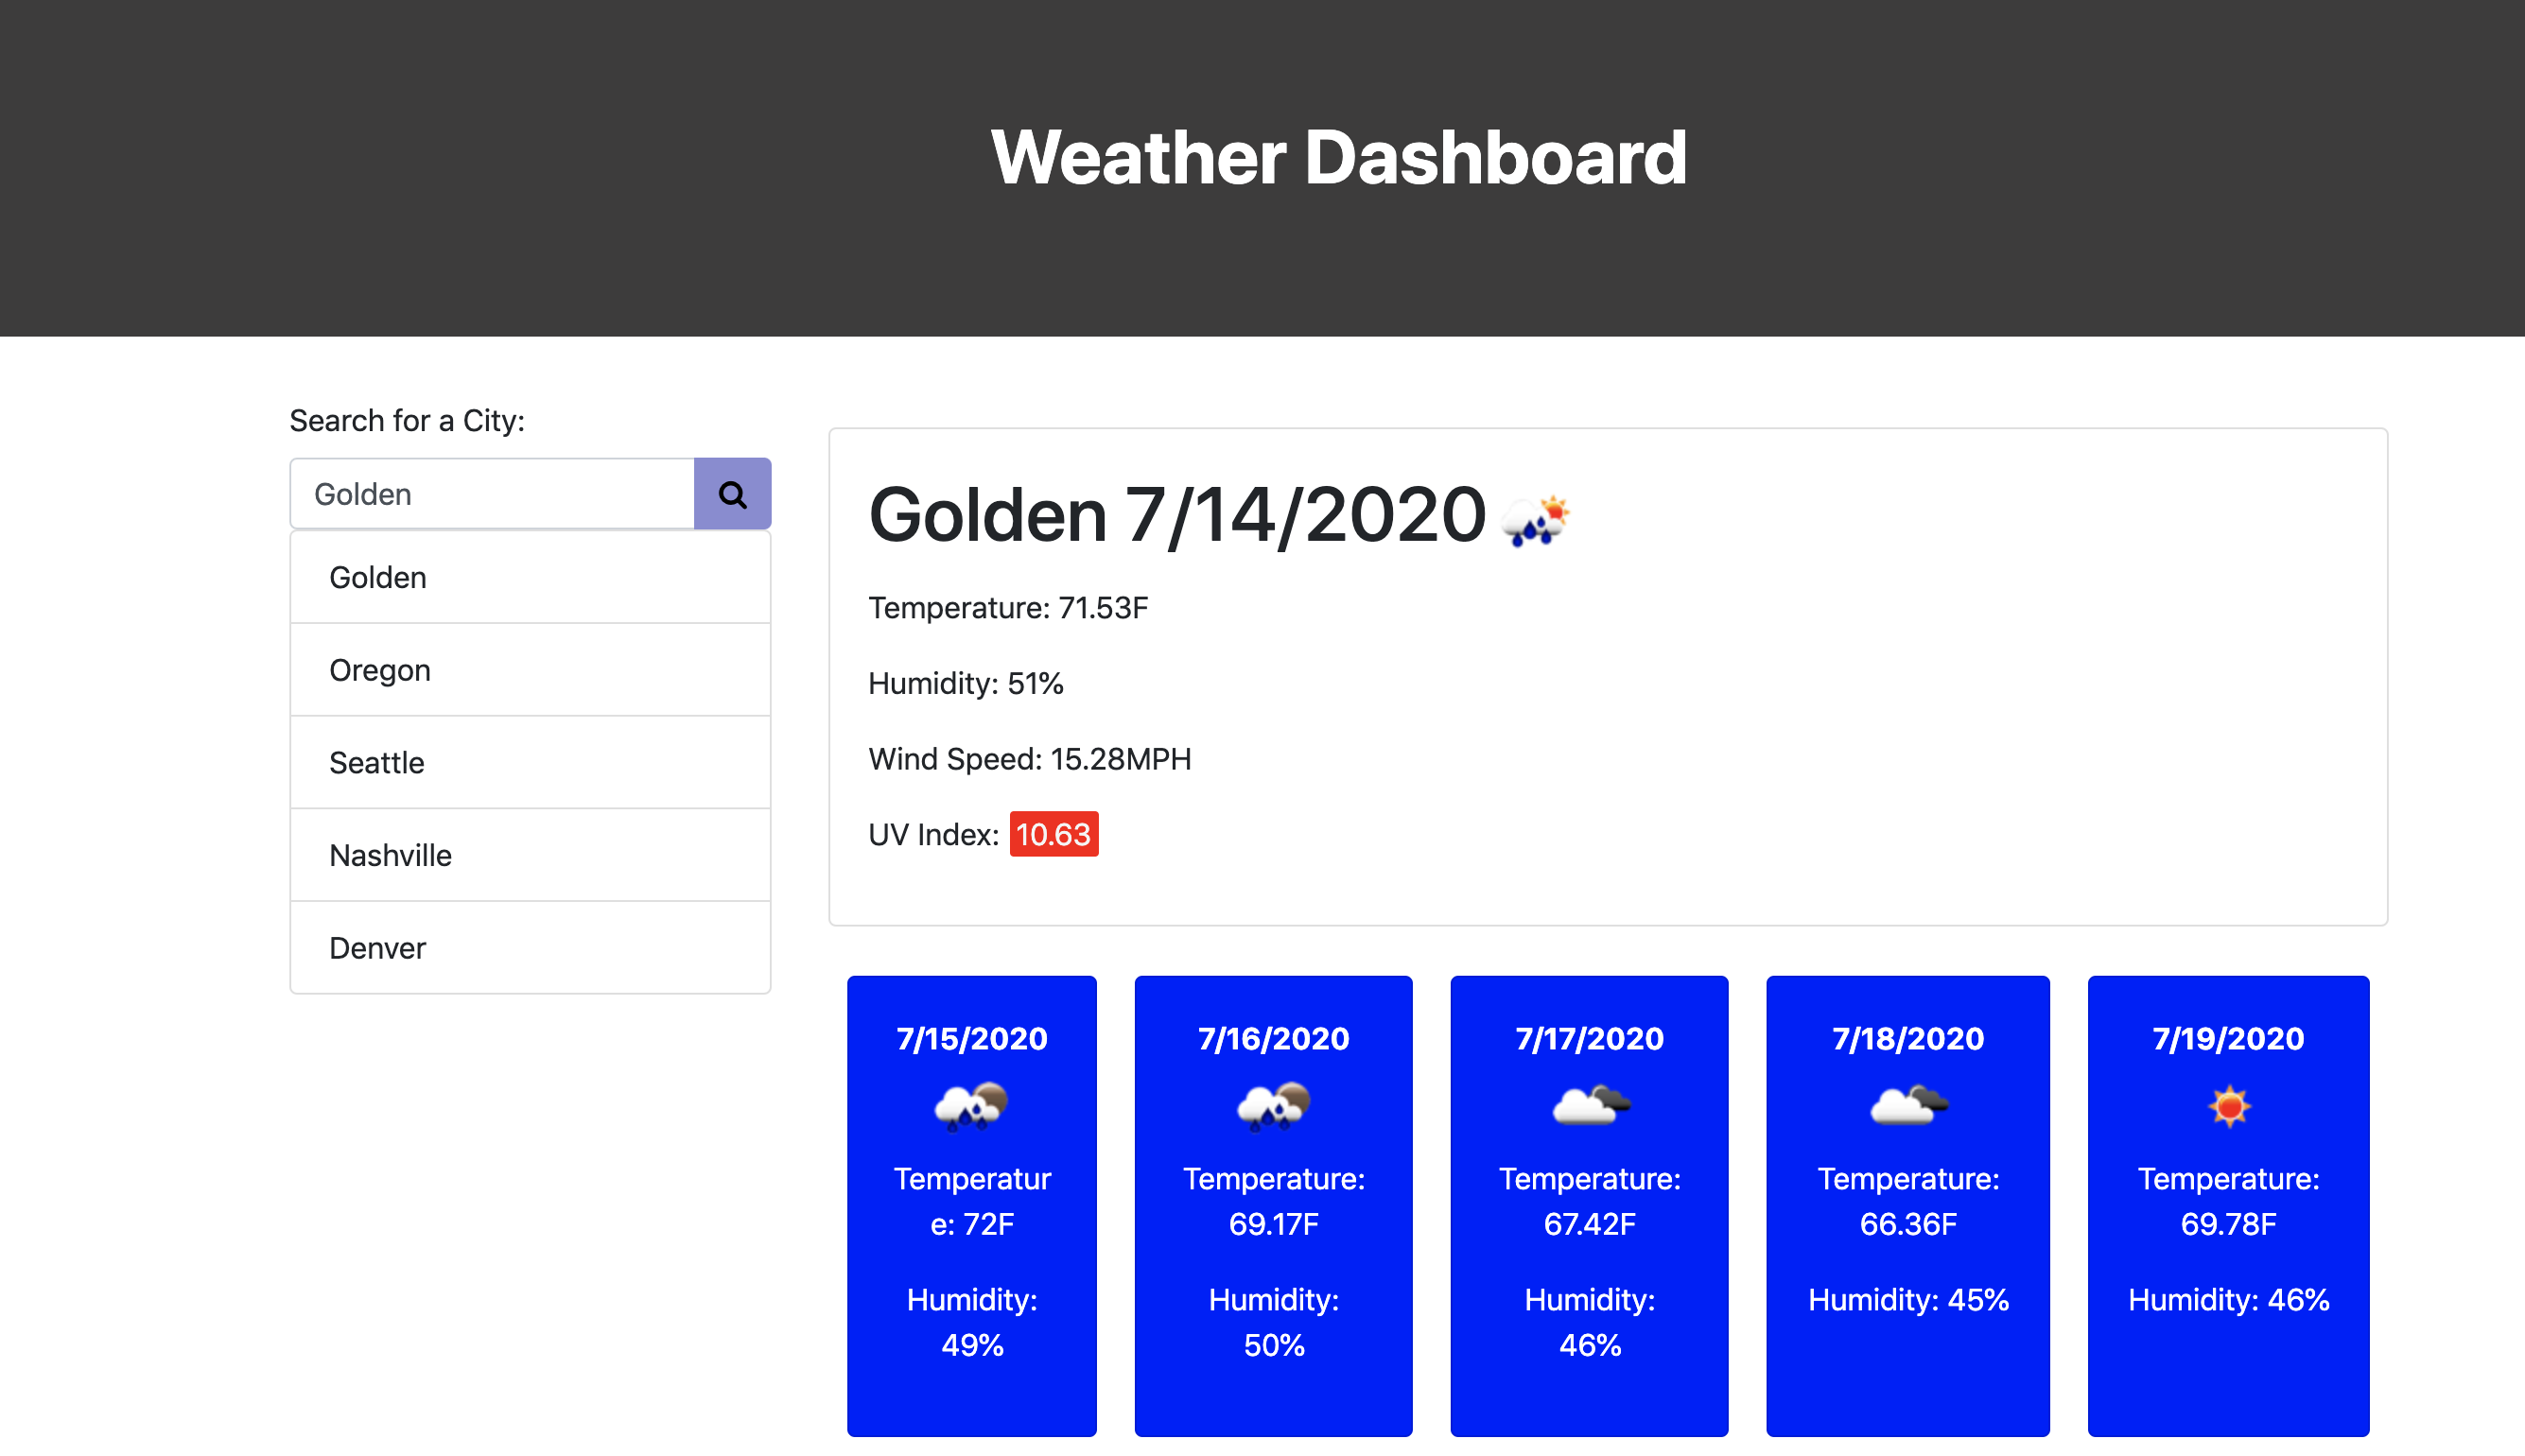 Weather Dashboard
Search for a City:
Golden
Golden
Oregon
Seattle
Nashville
Denver
Golden 7/14/2020
Temperature: 71.53F
Humidity: 51%
Wind Speed: 15.28MPH
UV Index: 10.63
7/15/2020
Temperatur
e: 72F
Humidity:
49%
7/16/2020
Temperature:
69.17F
Humidity:
50%
7/17/2020
Temperature:
67.42F
Humidity:
46%
7/18/2020
Temperature:
66.36F
Humidity: 45%
7/19/2020
Temperature:
69.78F
Humidity: 46%